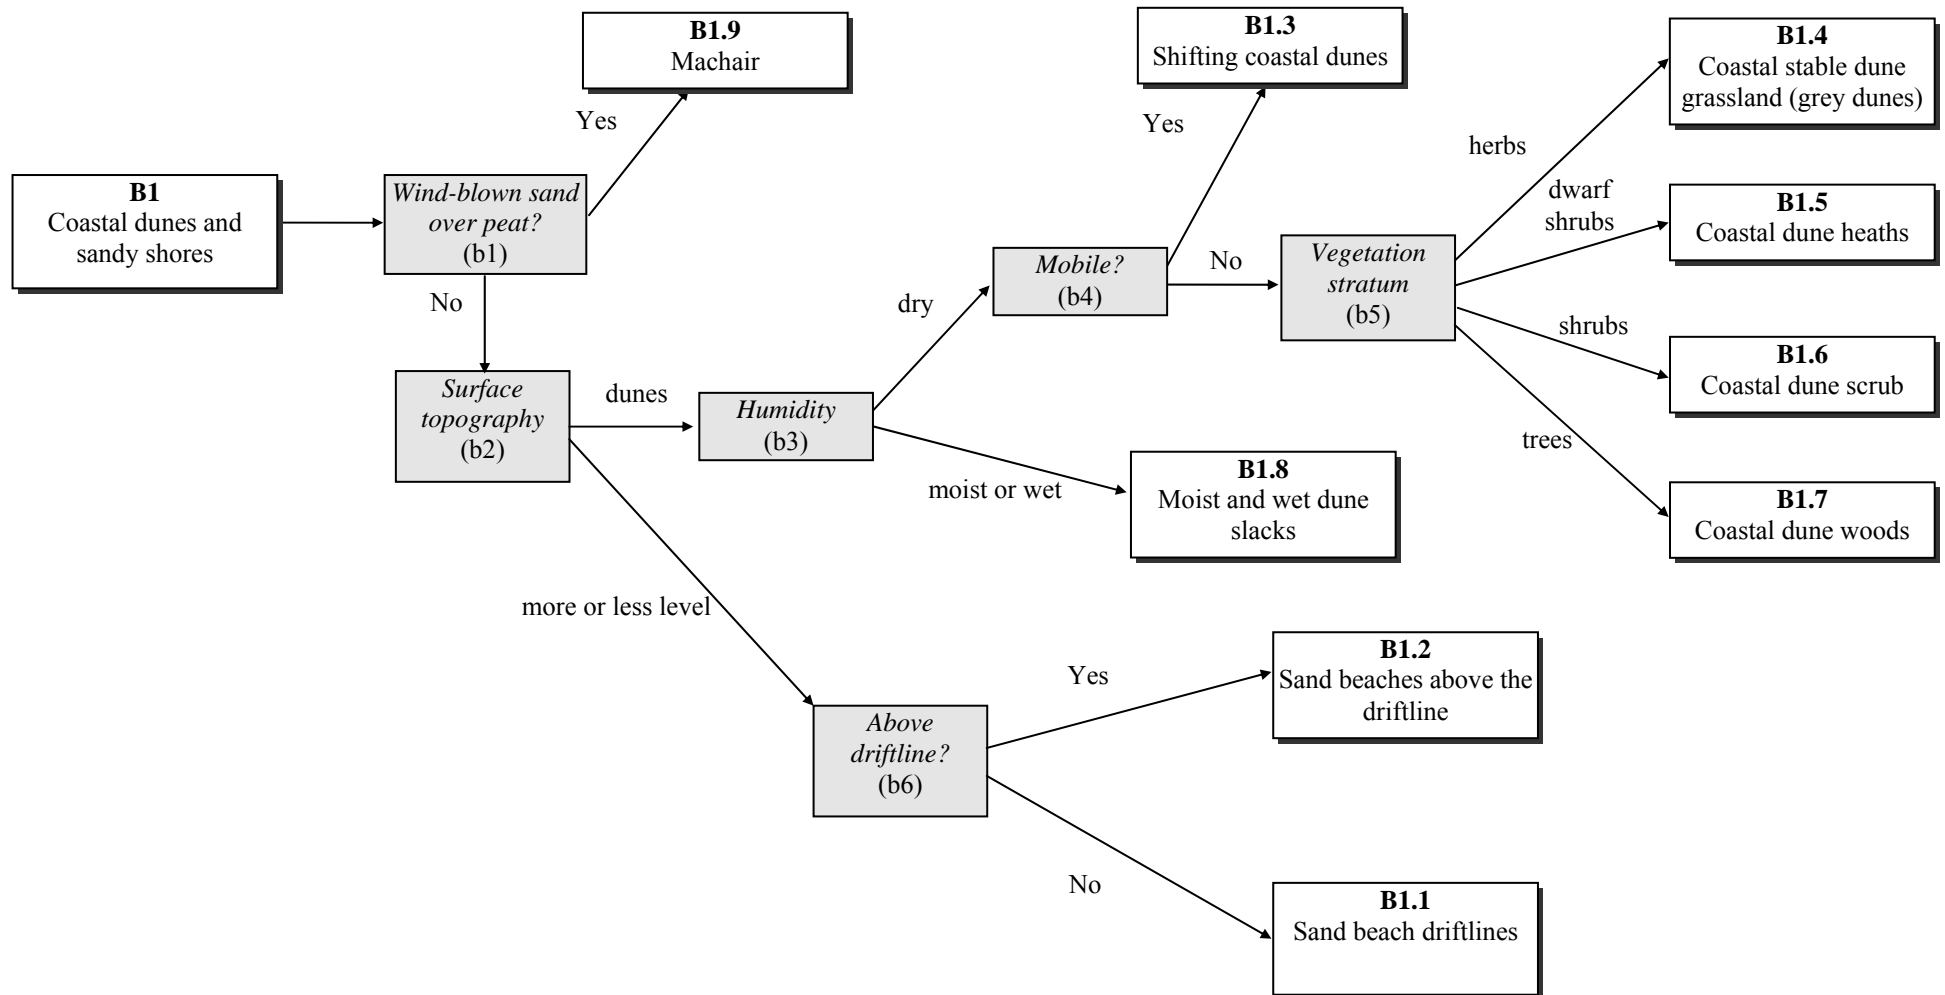 B1.9
Machair
Yes
B1
Coastal dunes and
sandy shores
Wind-blown sand
over peat?
(b1)
No
Surface
topography
(b2)
dunes
Humidity
(b3)
dry
moist or wet
B1.8
Moist and wet dune
slacks
Mobile?
(b4)
Yes
B1.3
Shifting coastal dunes
No
Vegetation
stratum
(b5)
herbs
B1.4
Coastal stable dune
grassland (grey dunes)
dwarf
shrubs
B1.5
Coastal dune heaths
shrubs
B1.6
Coastal dune scrub
trees
B1.7
Coastal dune woods
more or less level
Above
driftline?
(b6)
Yes
B1.2
Sand beaches above the
driftline
No
B1.1
Sand beach driftlines